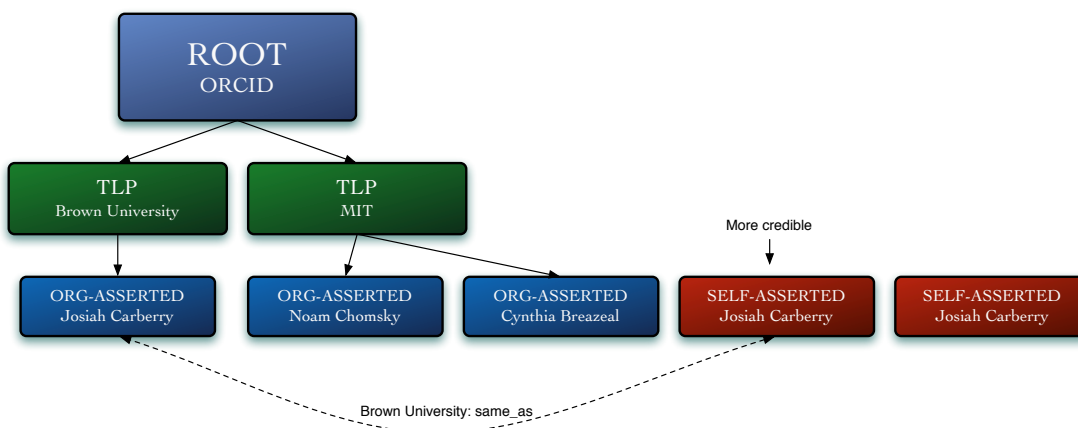 ROOT
ORCID
TLP
Brown University
TLP
MIT
More credible
ORG-ASSERTED
Josiah Carberry
ORG-ASSERTED
Noam Chomsky
ORG-ASSERTED
Cynthia Breazeal
SELF-ASSERTED
Josiah Carberry
SELF-ASSERTED
Josiah Carberry
Brown University: same_as